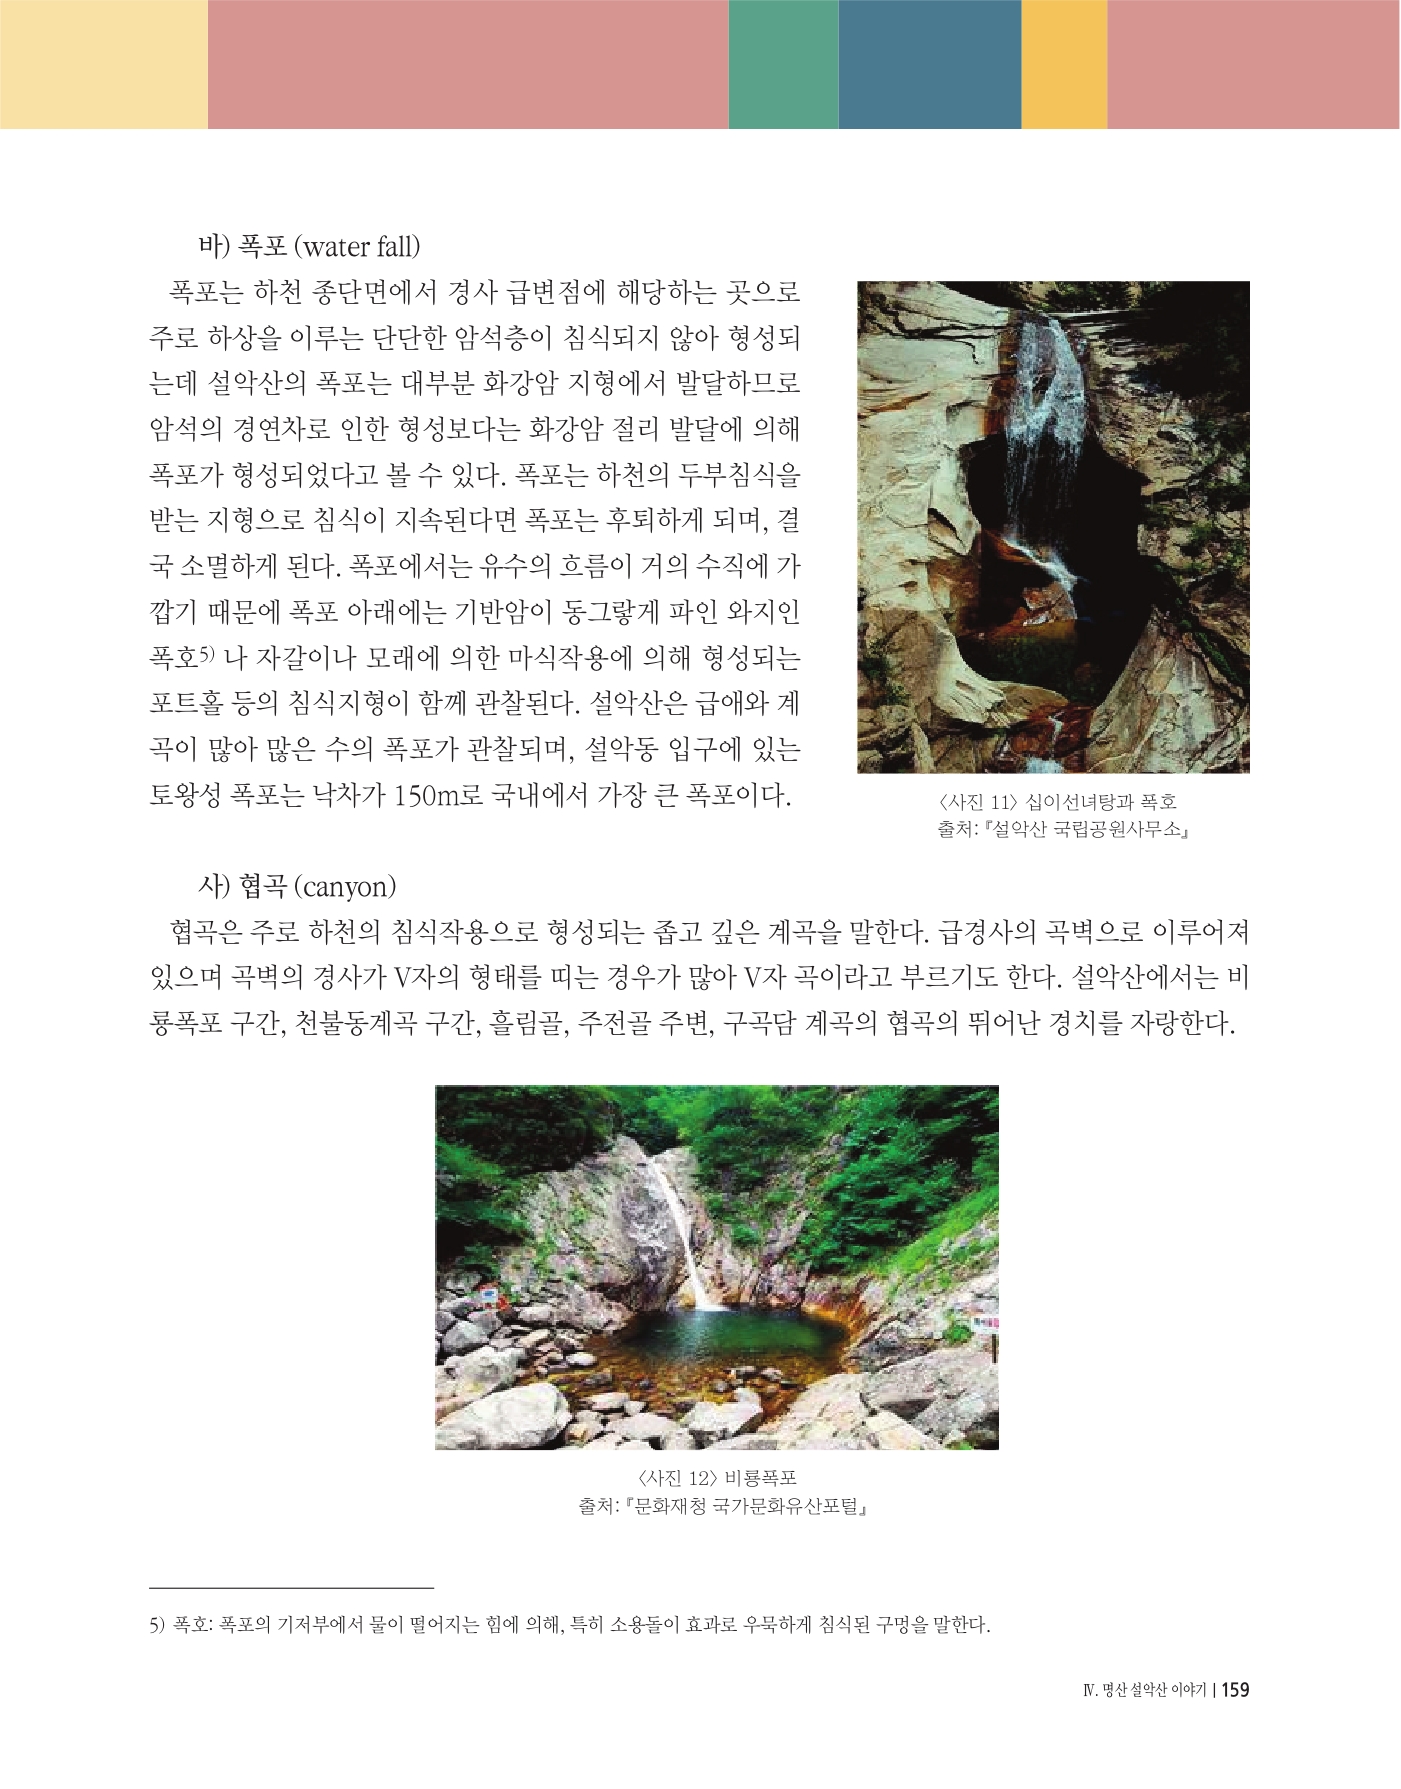 바) 폭포 (water fall)
폭포는 하천 종단면에서 경사 급변점에 해당하는 곳으로
주로 하상을 이루는 단단한 암석층이 침식되지 않아 형성되
는데 설악산의 폭포는 대부분 화강암 지형에서 발달하므로
암석의 경연차로 인한 형성보다는 화강암 절리 발달에 의해
폭포가 형성되었다고 볼 수 있다. 폭포는 하천의 두부침식을
받는 지형으로 침식이 지속된다면 폭포는 후퇴하게 되며, 결
국 소멸하게 된다. 폭포에서는 유수의 흐름이 거의 수직에 가
깝기 때문에 폭포 아래에는 기반암이 동그랗게 파인 와지인
폭호5) 나 자갈이나 모래에 의한 마식작용에 의해 형성되는
포트홀 등의 침식지형이 함께 관찰된다. 설악산은 급애와 계
곡이 많아 많은 수의 폭포가 관찰되며, 설악동 입구에 있는
토왕성 폭포는 낙차가 150m로 국내에서 가장 큰 폭포이다.
〈사진 11〉 십이선녀탕과 폭호
출처: 『설악산 국립공원사무소』
사) 협곡 (canyon)
협곡은 주로 하천의 침식작용으로 형성되는 좁고 깊은 계곡을 말한다. 급경사의 곡벽으로 이루어져
있으며 곡벽의 경사가 V자의 형태를 띠는 경우가 많아 V자 곡이라고 부르기도 한다. 설악산에서는 비
룡폭포 구간, 천불동계곡 구간, 흘림골, 주전골 주변, 구곡담 계곡의 협곡의 뛰어난 경치를 자랑한다.
〈사진 12〉 비룡폭포
출처: 『문화재청 국가문화유산포털』
5) 폭호: 폭포의 기저부에서 물이 떨어지는 힘에 의해, 특히 소용돌이 효과로 우묵하게 침식된 구멍을 말한다.
Ⅳ. 명산 설악산 이야기 | 159